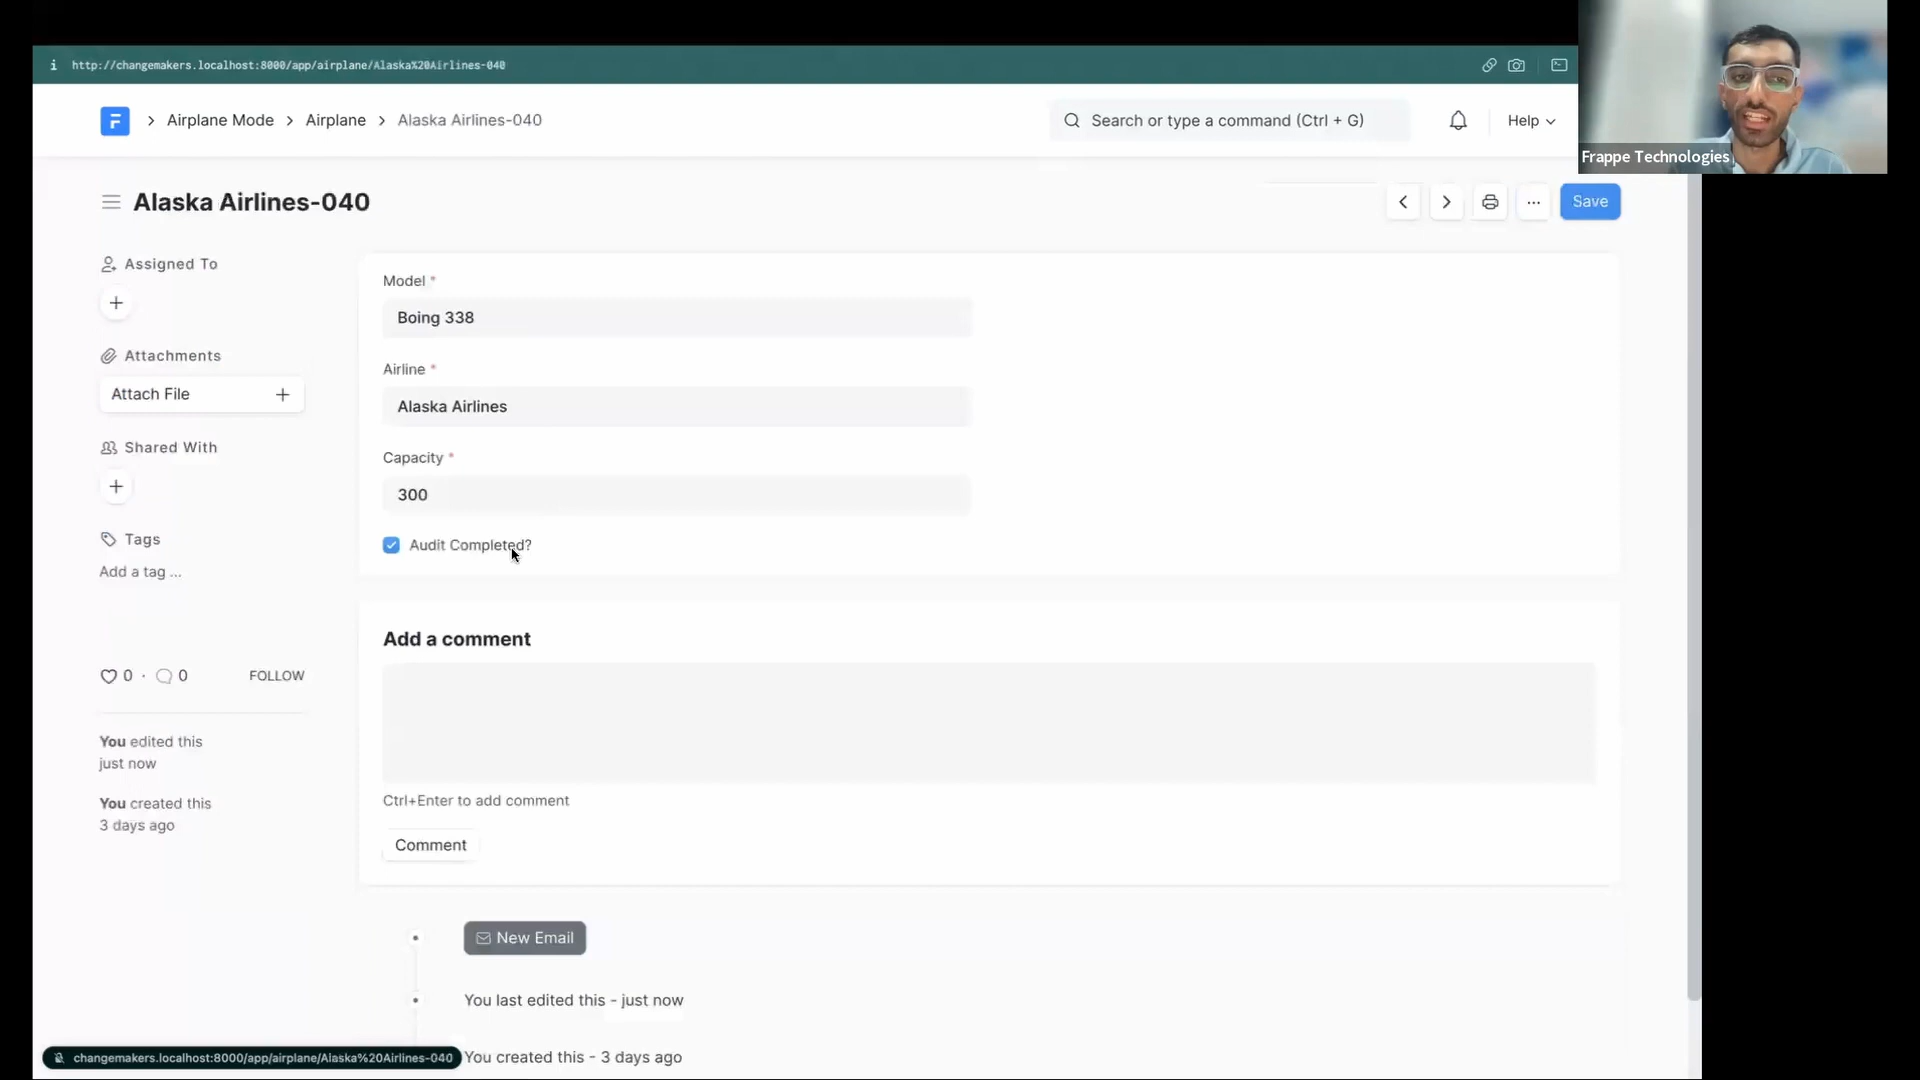 http://changemakers.localhost:8000/app/airplane/Alaska%20Airlines-040
Airplane Mode
Airplane
Alaska Airlines-040
Search or type a command (Ctrl + G)
Help
Frappe Technologies
Alaska Airlines-040
...
Save
Assigned To
Attachments
Attach File
Shared With
Tags
Add a tag ...
0 · 0
FOLLOW
You edited this
just now
You created this
3 days ago
Model *
Boing 338
Airline *
Alaska Airlines
Capacity *
300
Audit Completed?
Add a comment
Ctrl+Enter to add comment
Comment
New Email
You last edited this - just now
You created this - 3 days ago
changemakers.localhost:8000/app/airplane/Alaska%20Airlines-040